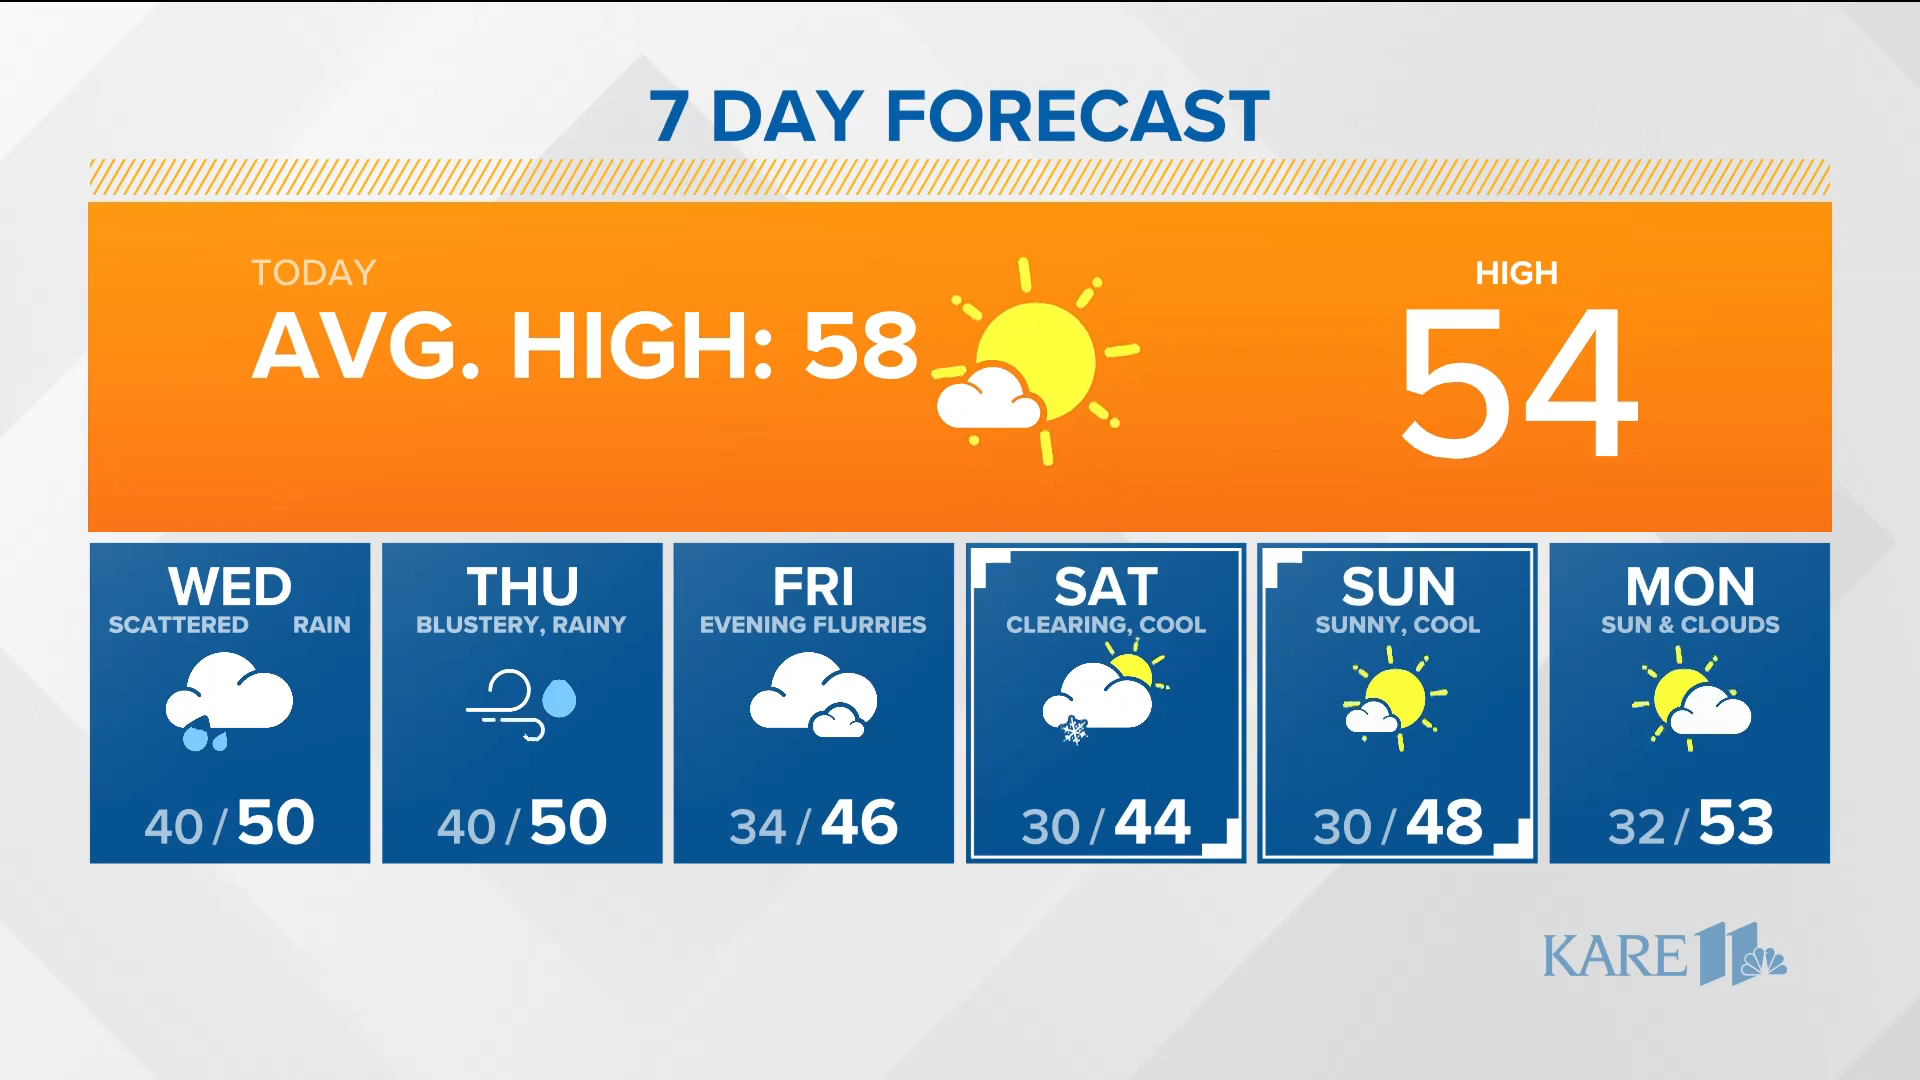 7 DAY FORECAST
TODAY
AVG. HIGH: 58
HIGH
54
WED
SCATTERED RAIN
40/50
THU
BLUSTERY, RAINY
40/50
FRI
EVENING FLURRIES
34/46
SAT
CLEARING, COOL
30/44
SUN
SUNNY, COOL
30/48
MON
SUN & CLOUDS
32/53
KARE 11